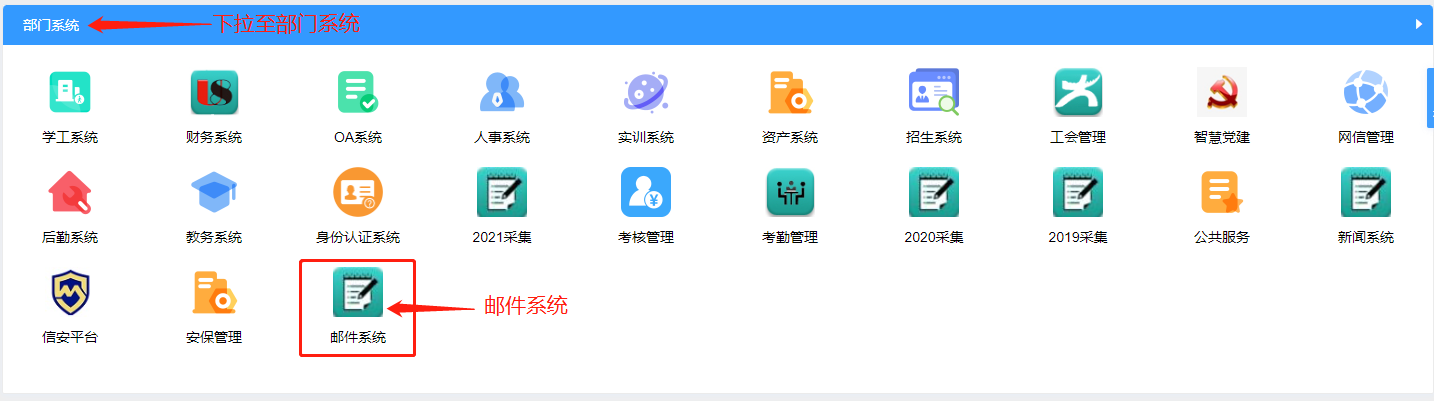 部门系统
下拉至部门系统
学工系统
财务系统
OA系统
人事系统
实训系统
资产系统
招生系统
工会管理
智慧党建
网信管理
后勤系统
教务系统
身份认证系统
2021采集
考核管理
考勤管理
2020采集
2019采集
公共服务
新闻系统
信安平台
安保管理
邮件系统
邮件系统